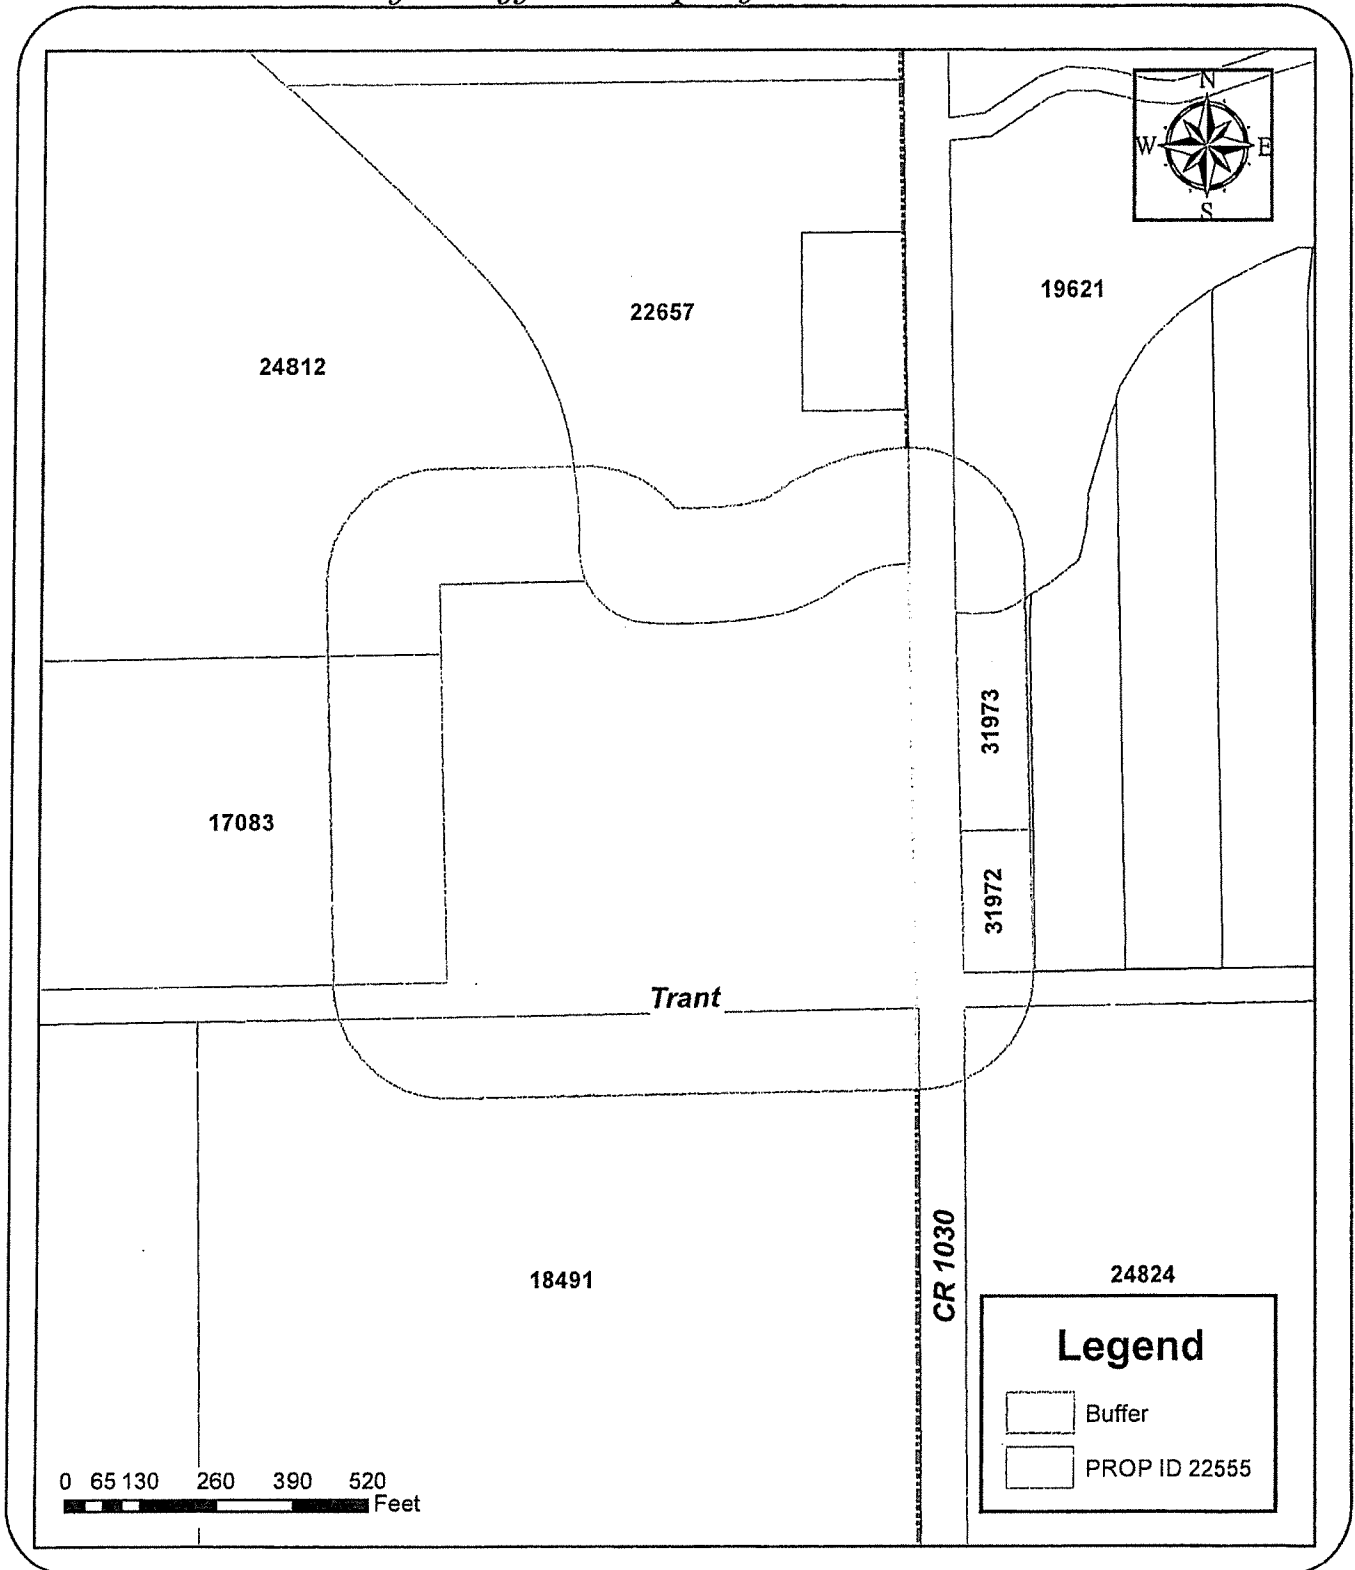 N
W E
S
19621
22657
24812
31973
17083
31972
Trant
CR 1030
18491
24824
Legend
Buffer
PROP ID 22555
0 65 130 260 390 520
Feet